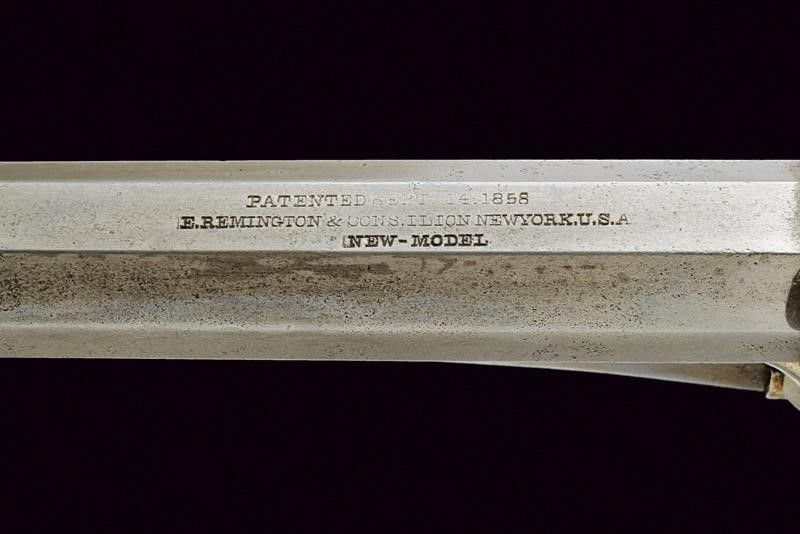 PATENTED SEPT 14.1858
E.REMINGTON & SONS.ILION NEWYORK.U.S.A
NEW-MODEL